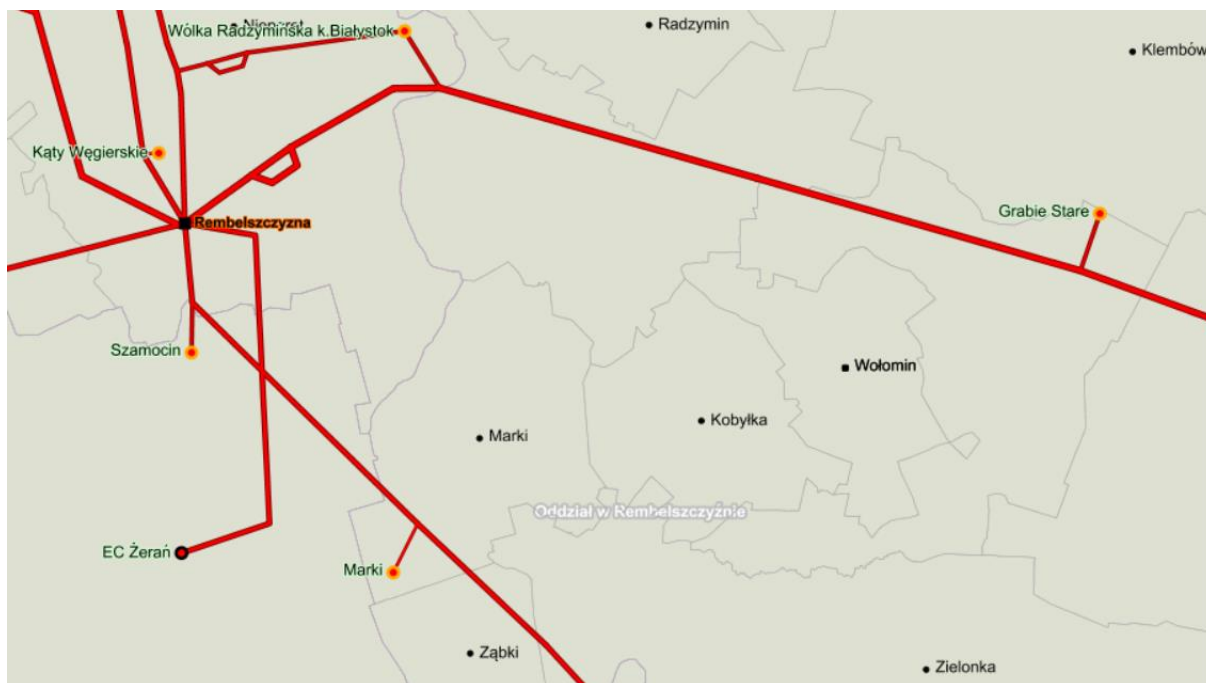 Nieporęt
Radzymin
Wólka Radzymińska k.Białystok
Klembów
Kąty Węgierskie
Grabie Stare
Rembelszczyzna
Szamocin
Wołomin
Kobyłka
Marki
Oddział w Rembelszczyźnie
EC Żerań
Marki
Ząbki
Zielonka